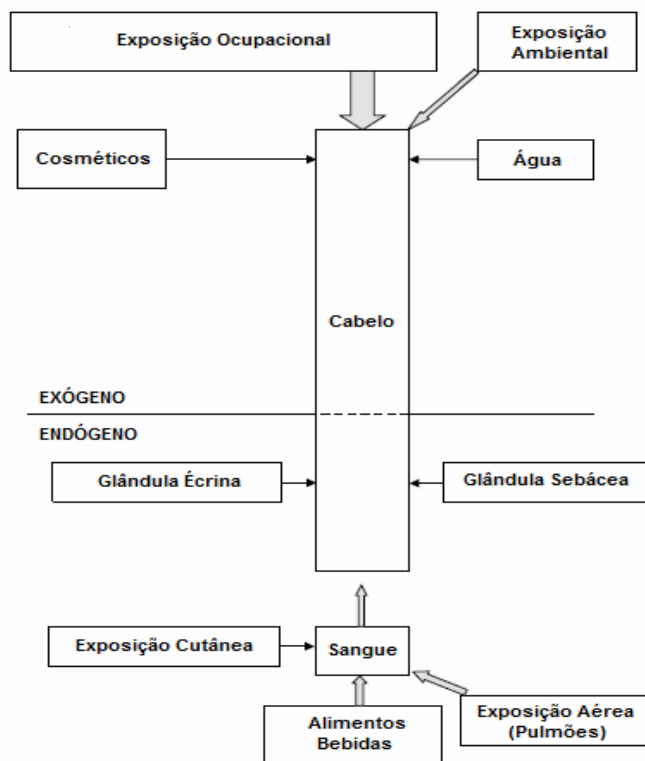 Exposição Ocupacional
Exposição
Ambiental
Cosméticos
Água
Cabelo
EXÓGENO
ENDÓGENO
Glândula Écrina
Glândula Sebácea
Exposição Cutânea
Sangue
Alimentos
Bebidas
Exposição Aérea
(Pulmões)